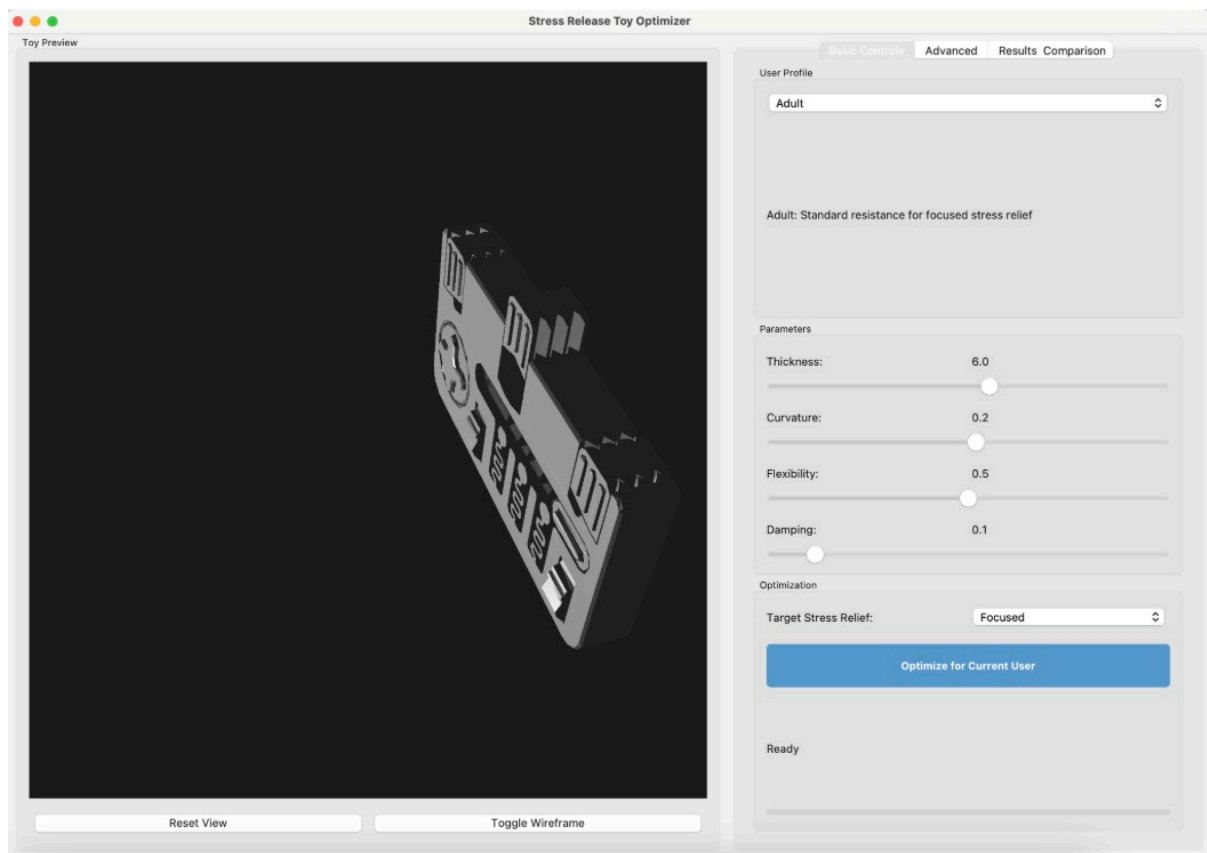 Stress Release Toy Optimizer
Toy Preview
Basic Controls
Advanced
Results Comparison
User Profile
Adult
Adult: Standard resistance for focused stress relief
Parameters
Thickness: 6.0
Curvature: 0.2
Flexibility: 0.5
Damping: 0.1
Optimization
Target Stress Relief: Focused
Optimize for Current User
Ready
Reset View
Toggle Wireframe